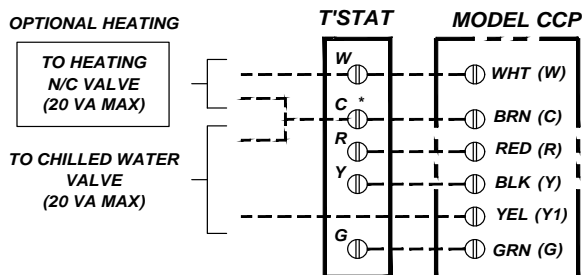 OPTIONAL HEATING
T'STAT
MODEL CCP
TO HEATING
N/C VALVE
(20 VA MAX)
TO CHILLED WATER
VALVE
(20 VA MAX)
W
C *
R
Y
G
WHT (W)
BRN (C)
RED (R)
BLK (Y)
YEL (Y1)
GRN (G)